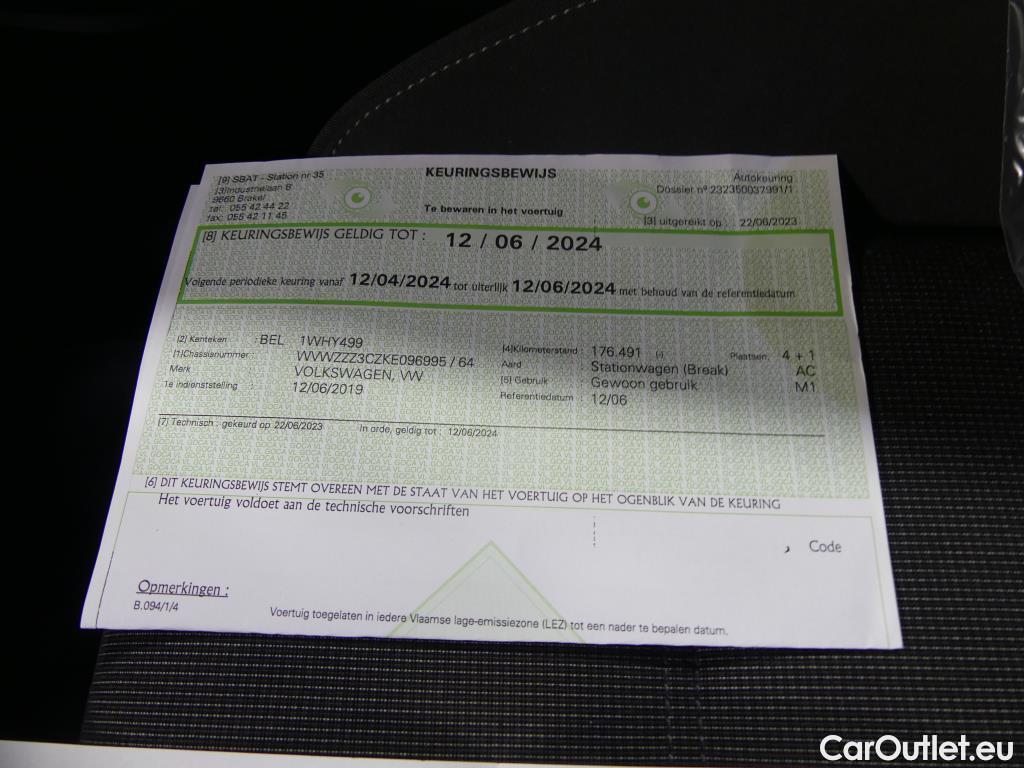 [9] SBAT - Station nr 35
[3]Industrielaan B
9660 Brakel
tel: 055 42 44 22
fax: 055 42 11 45
KEURINGSBEWIJS
Te bewaren in het voertuig
Autokeuring
Dossier nº 232350037991/1
[3] uitgereikt op : 22/06/2023
[8] KEURINGSBEWIJS GELDIG TOT : 12 / 06 / 2024
Volgende periodieke keuring vanaf 12/04/2024 tot uiterlijk 12/06/2024 met behoud van de referentiedatum
[2] Kenteken : BEL 1WHY499
[1]Chassisnummer : WVWZZZ3CZKE096995 / 64
Merk VOLKSWAGEN, VW
1e indienststelling : 12/06/2019
[4]Kilometerstand : 176.491 (-) Plaatsen. 4 + 1
Aard : Stationwagen (Break) AC
[5] Gebruik : Gewoon gebruik M1
Referentiedatum : 12/06
[7] Technisch : gekeurd op 22/06/2023 In orde, geldig tot : 12/06/2024
[6] DIT KEURINGSBEWIJS STEMT OVEREEN MET DE STAAT VAN HET VOERTUIG OP HET OGENBLIK VAN DE KEURING
Het voertuig voldoet aan de technische voorschriften
, Code
Opmerkingen :
B.094/1/4
Voertuig toegelaten in iedere Vlaamse lage-emissiezone (LEZ) tot een nader te bepalen datum.
CarOutlet.eu